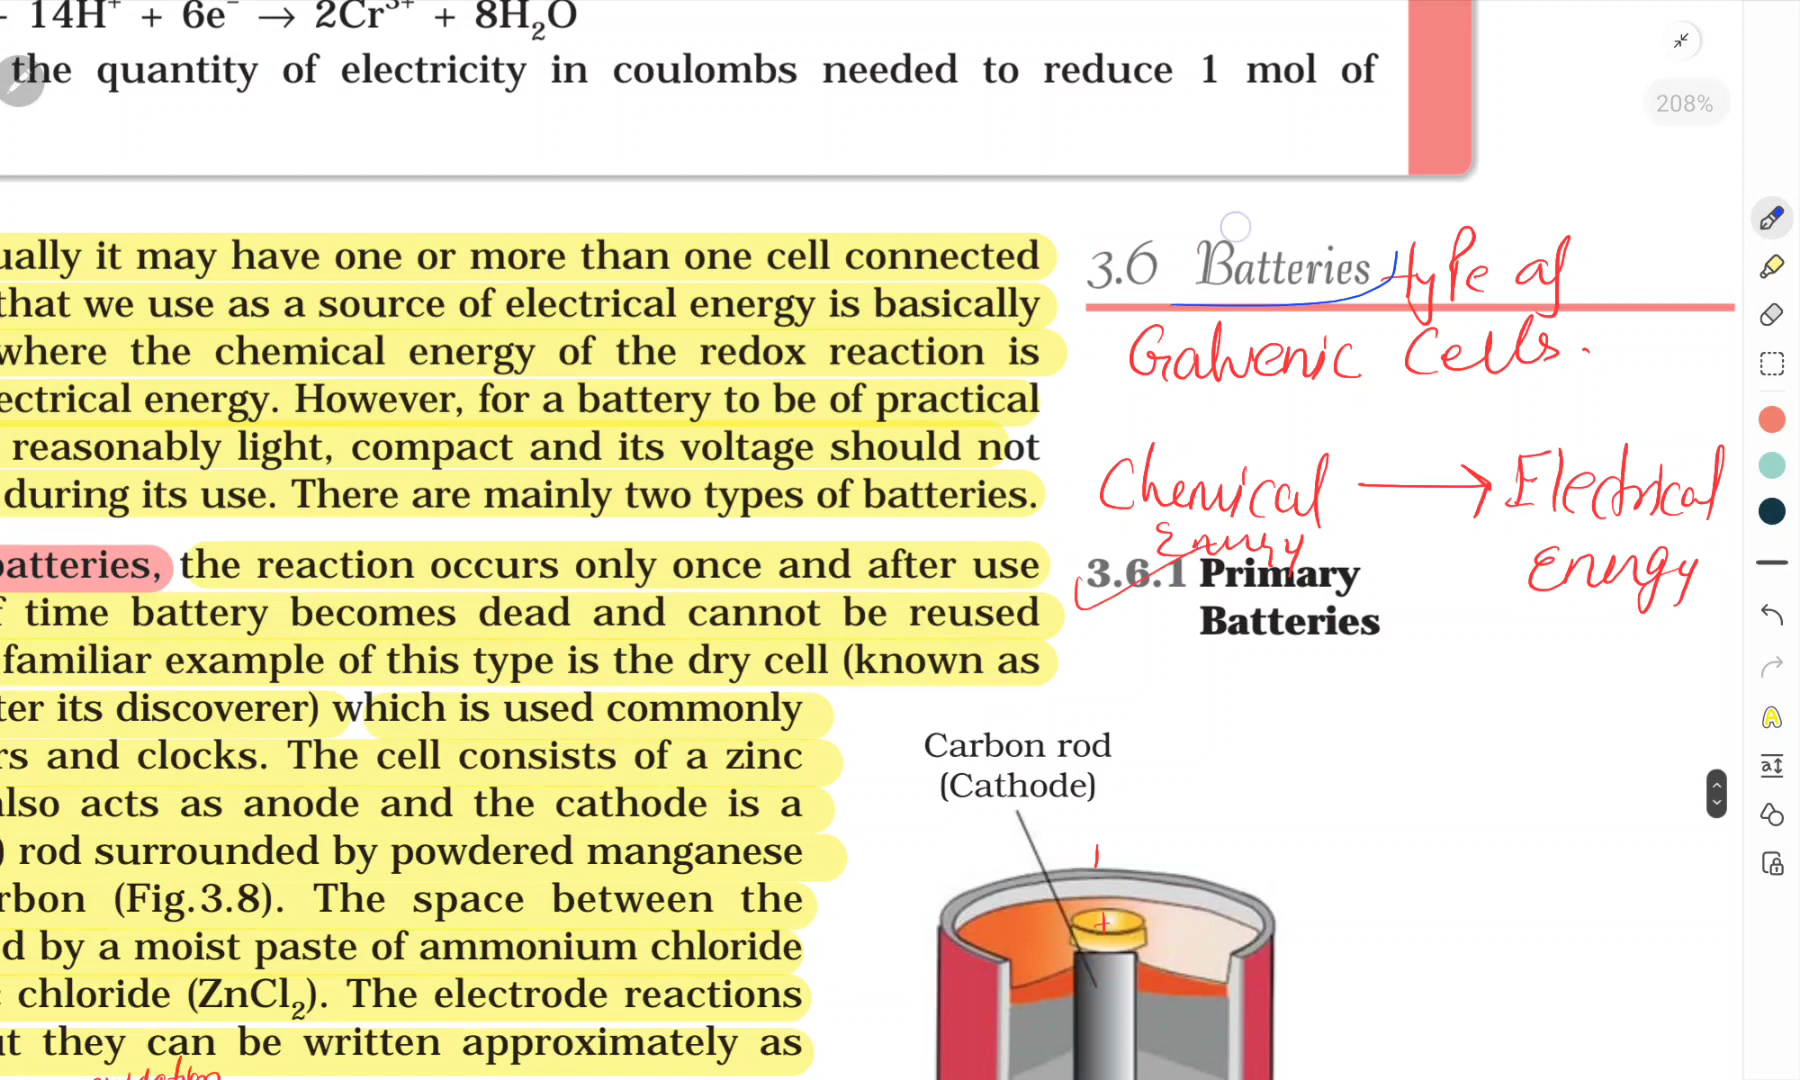 14H⁺ + 6e⁻ → 2Cr³⁺ + 8H₂O
the quantity of electricity in coulombs needed to reduce 1 mol of
208%
ually it may have one or more than one cell connected
that we use as a source of electrical energy is basically
where the chemical energy of the redox reaction is
ectrical energy. However, for a battery to be of practical
reasonably light, compact and its voltage should not
during its use. There are mainly two types of batteries.
3.6 Batteries type of
Galvenic Cells.
Chemical → Electrical
Energy
Energy
3.6.1 Primary
Batteries
batteries, the reaction occurs only once and after use
f time battery becomes dead and cannot be reused
familiar example of this type is the dry cell (known as
ter its discoverer) which is used commonly
rs and clocks. The cell consists of a zinc
also acts as anode and the cathode is a
) rod surrounded by powdered manganese
rbon (Fig.3.8). The space between the
d by a moist paste of ammonium chloride
chloride (ZnCl₂). The electrode reactions
ut they can be written approximately as
Carbon rod
(Cathode)
+